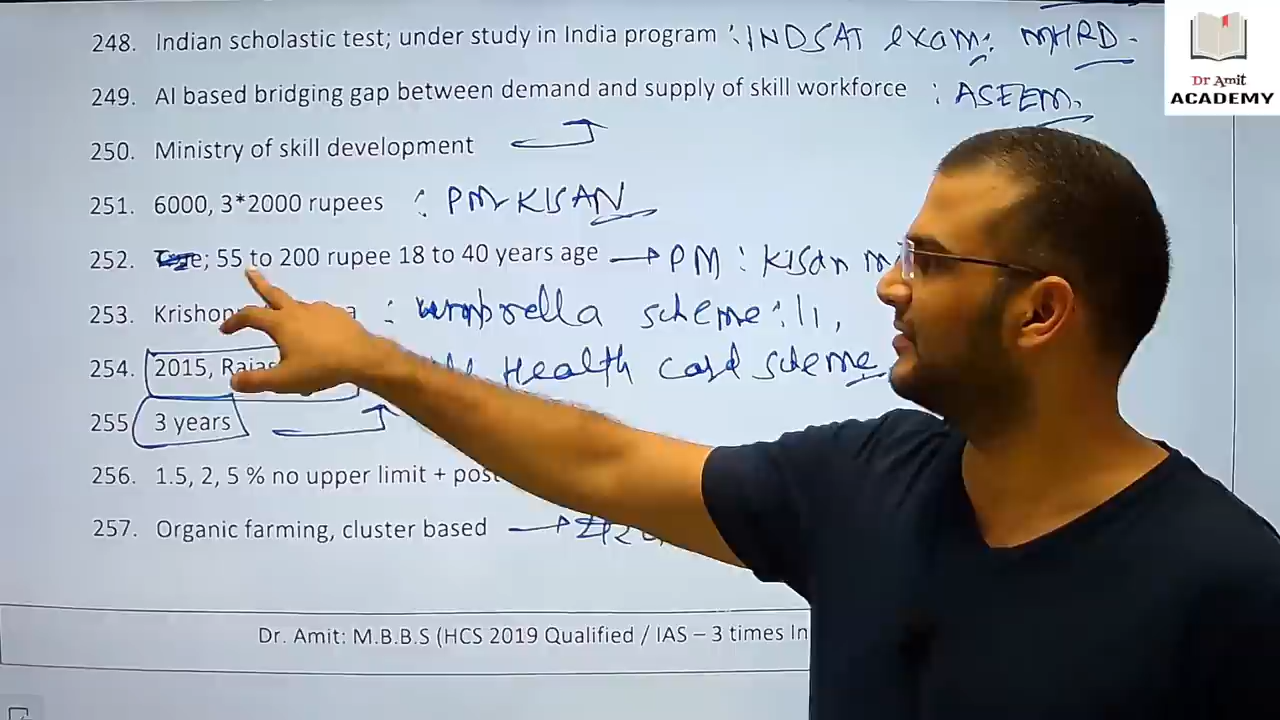 248. Indian scholastic test; under study in India program : INDSAT exam: MHRD-
249. AI based bridging gap between demand and supply of skill workforce : ASEEM.
250. Ministry of skill development
251. 6000, 3*2000 rupees : PM-KISAN
252. e; 55 to 200 rupee 18 to 40 years age → PM : Kisan m
253. Krishon a : umbrella scheme : 11,
254. 2015, Rajas Health card scheme
255 3 years
256. 1.5, 2, 5 % no upper limit + post
257. Organic farming, cluster based →
Dr. Amit: M.B.B.S (HCS 2019 Qualified / IAS – 3 times In
Dr Amit
ACADEMY